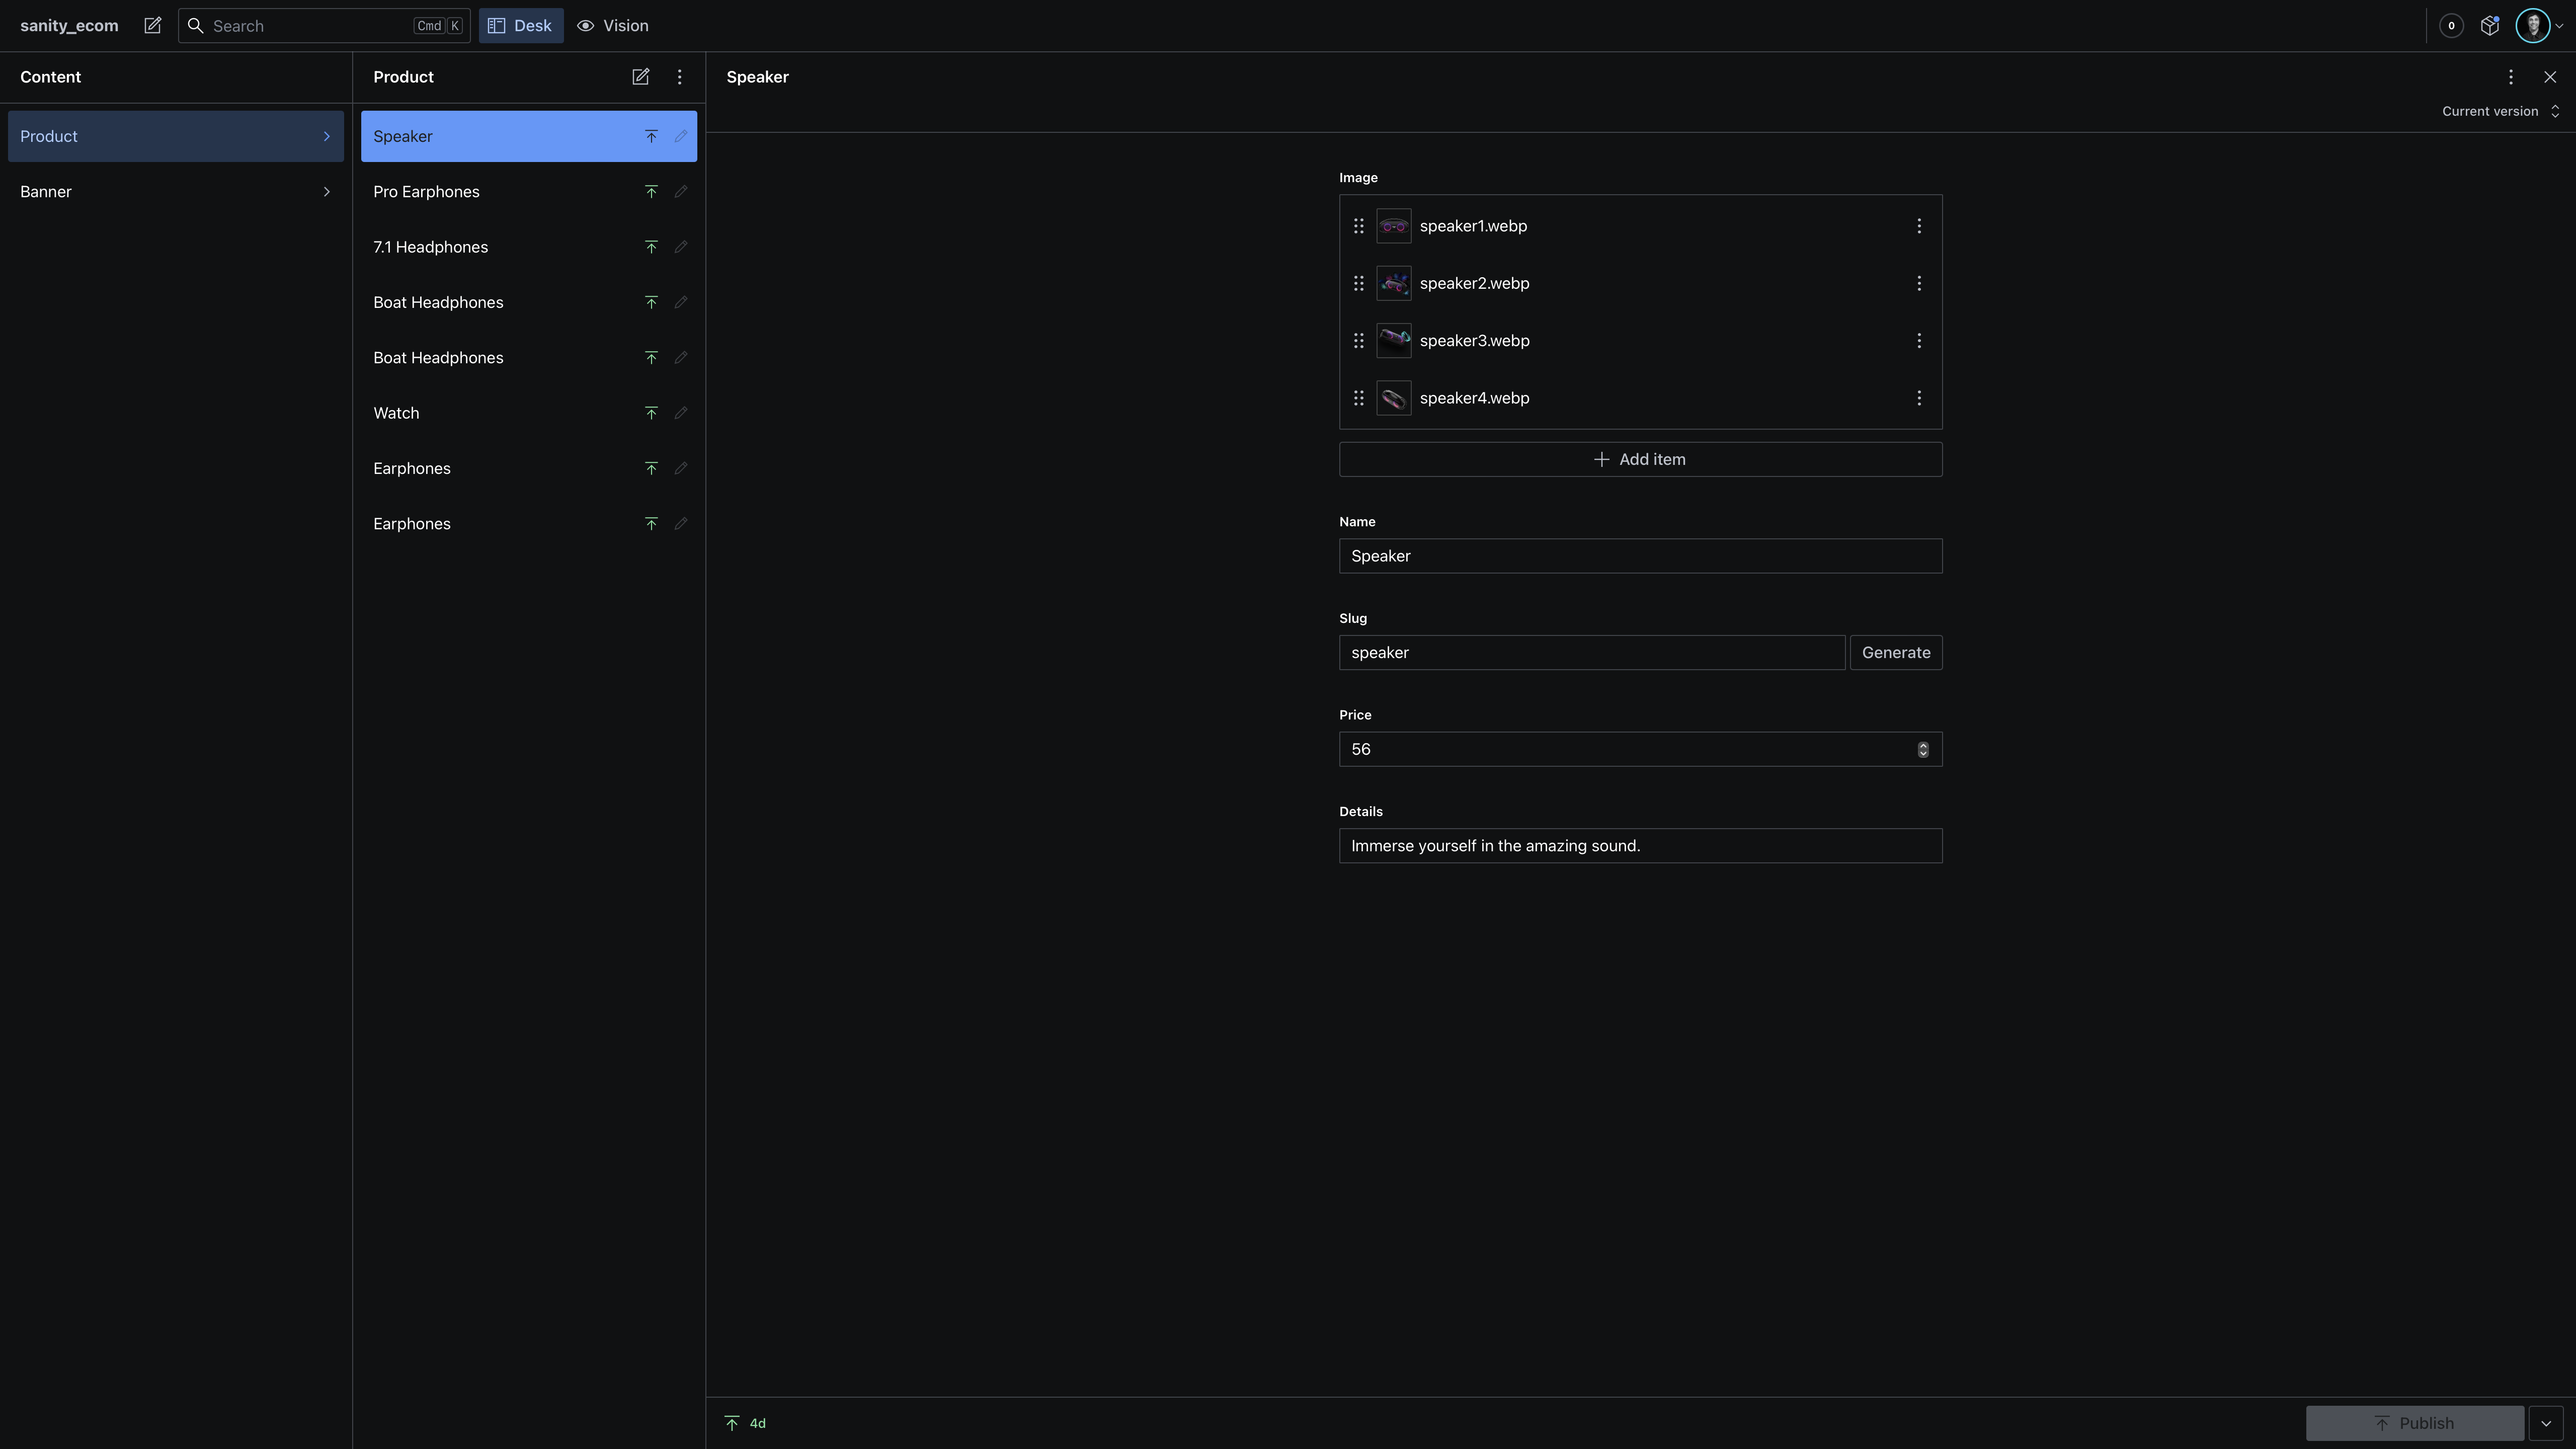 sanity_ecom
Search
Cmd K
Desk
Vision
0
Content
Product
Banner
Product
Speaker
Pro Earphones
7.1 Headphones
Boat Headphones
Boat Headphones
Watch
Earphones
Earphones
Speaker
Current version
Image
speaker1.webp
speaker2.webp
speaker3.webp
speaker4.webp
Add item
Name
Speaker
Slug
speaker
Generate
Price
56
Details
Immerse yourself in the amazing sound.
4d
Publish